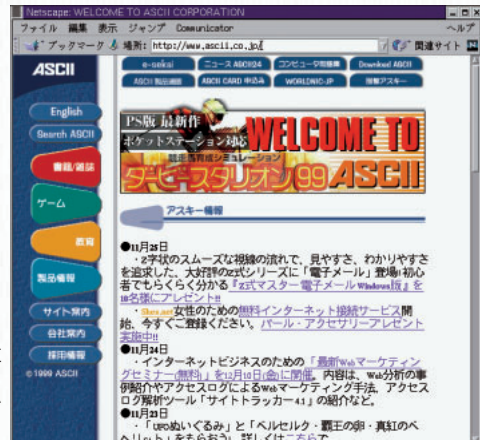 Netscape: WELCOME TO ASCII CORPORATION
ファイル 編集 表示 ジャンプ Communicator ヘルプ
ブックマーク 場所: http://www.ascii.co.jp/ 関連サイト
ASCII
e-sekai ニュース ASCII24 Download ASCII
ASCII 製品 ASCII CARD 申込み WORLDNIC-JP アスキー
English
Search ASCII
書籍/雑誌
ゲーム
教育
製品情報
サイト案内
会社案内
採用情報
©1999 ASCII
PS版 最新作
ポケットステーション対応
WELCOME TO
競走馬育成シミュレーション
ダービースタリオン99
ASCII
アスキー情報
●11月25日
・Z字状のスムーズな視線の流れで、見やすさ、わかりやすさ
を追求した、大好評のZ式シリーズに「電子メール」登場!初心
者でもらくらく分かる『Z式マスター電子メール Windows版』を
10名様にプレゼント!!
・女性のための無料インターネット接続サービス開
始、今すぐご登録ください。パール・アクセサリープレゼント
実施中!!
●11月24日
・インターネットビジネスのための「最新Webマーケティン
グセミナー(無料)」を12月10日(金)に開催。内容は、Web分析の事
例紹介やアクセスログによるWebマーケティング手法、アクセス
ログ解析ツール「サイトトラッカー4.1」の紹介など。
●11月23日
・「UFOぬいぐるみ」と「ベルセルク・覇王の卵・真紅のベ
ヘリット」をもらおう!詳しくはこちらで